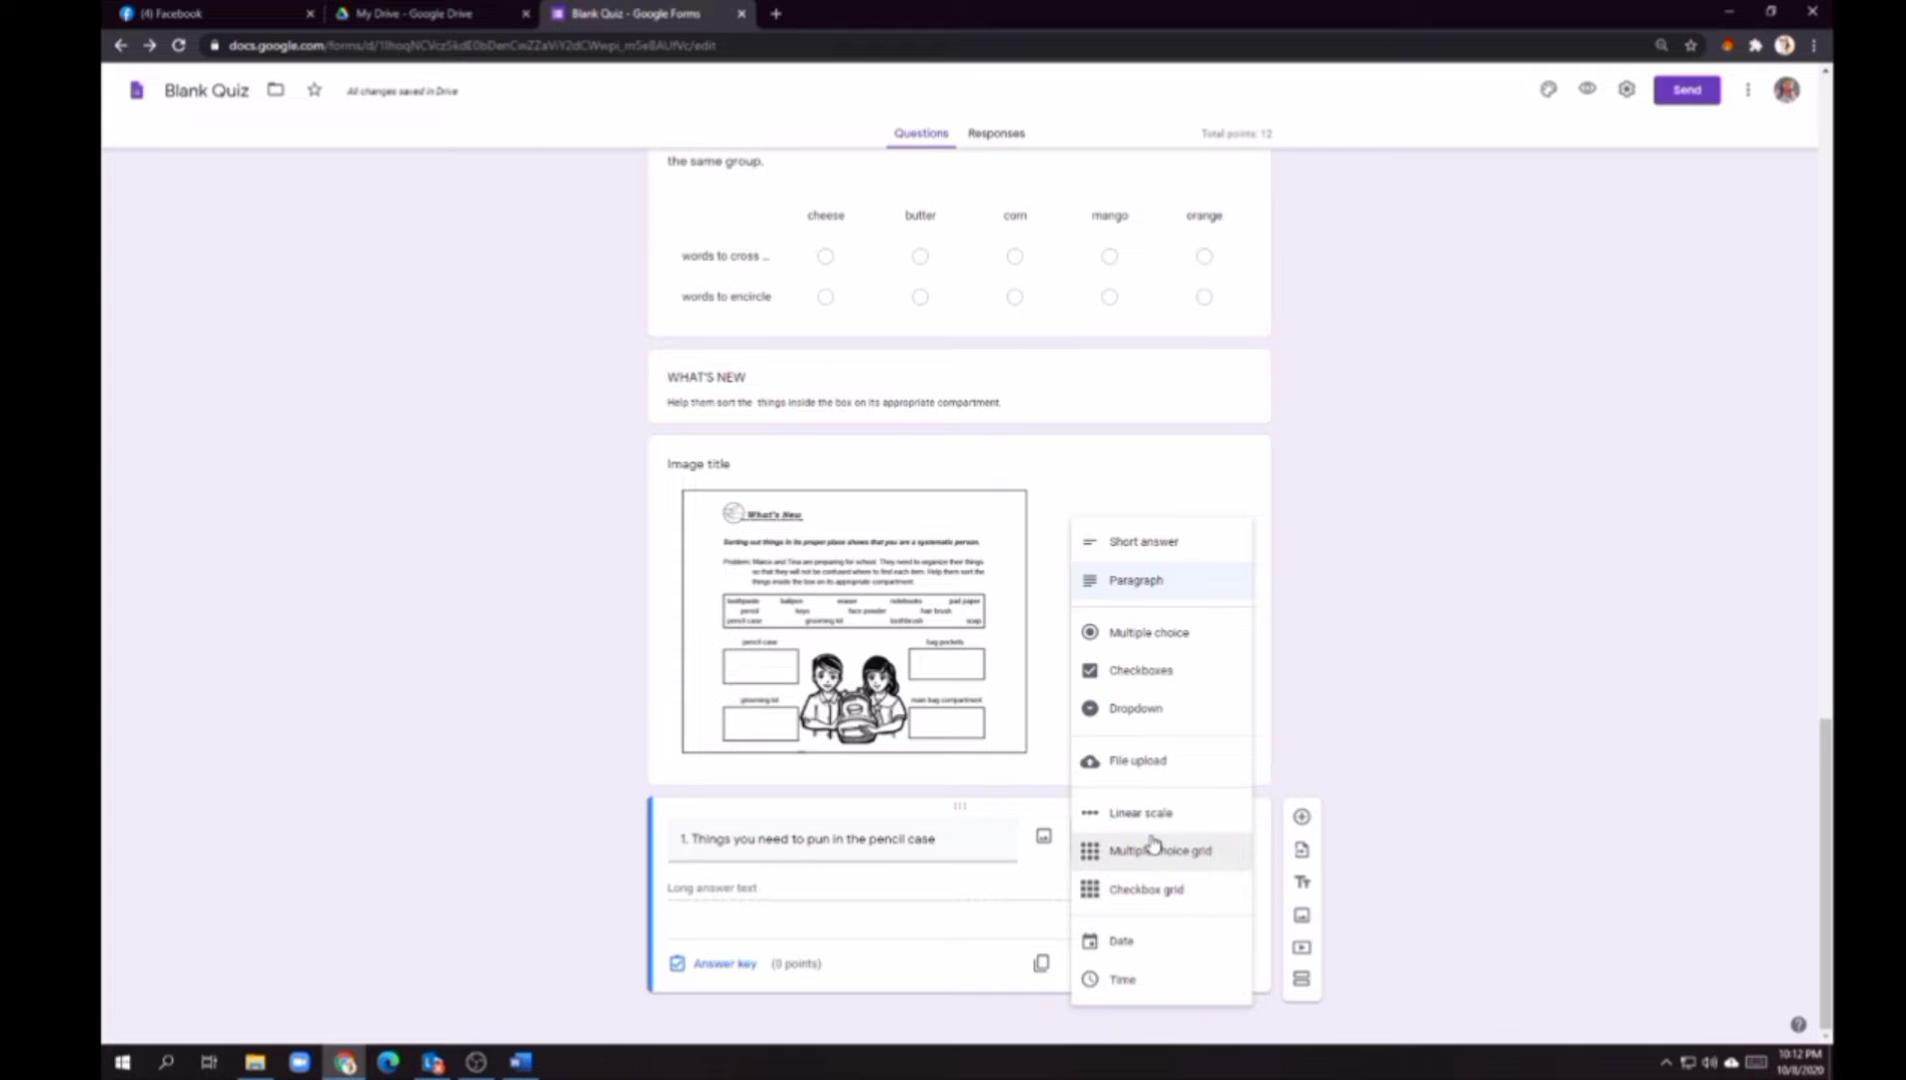 (4) Facebook
My Drive - Google Drive
Blank Quiz - Google Forms
Blank Quiz
All changes saved in Drive
Send
Questions
Responses
Total points: 12
the same group.
cheese butter corn mango orange
words to cross ...
words to encircle
WHAT'S NEW
Help them sort the things inside the box on its appropriate compartment.
Image title
What's New
Sorting out things in its proper place shows that you are a systematic person.
Problem: Marco and Tina are preparing for school. They need to organize their things
so that they will not be confused where to find each item. Help them sort the
things inside the box on its appropriate compartment.
toothpaste ballpen eraser notebooks pad paper
pencil keys face powder hair brush
pencil case grooming kit toothbrush soap
pencil case bag pockets
grooming kit main bag compartment
Short answer
Paragraph
Multiple choice
Checkboxes
Dropdown
File upload
Linear scale
Multiple choice grid
Checkbox grid
Date
Time
1. Things you need to pun in the pencil case
Long answer text
Answer key (0 points)
10:12 PM
10/8/2020